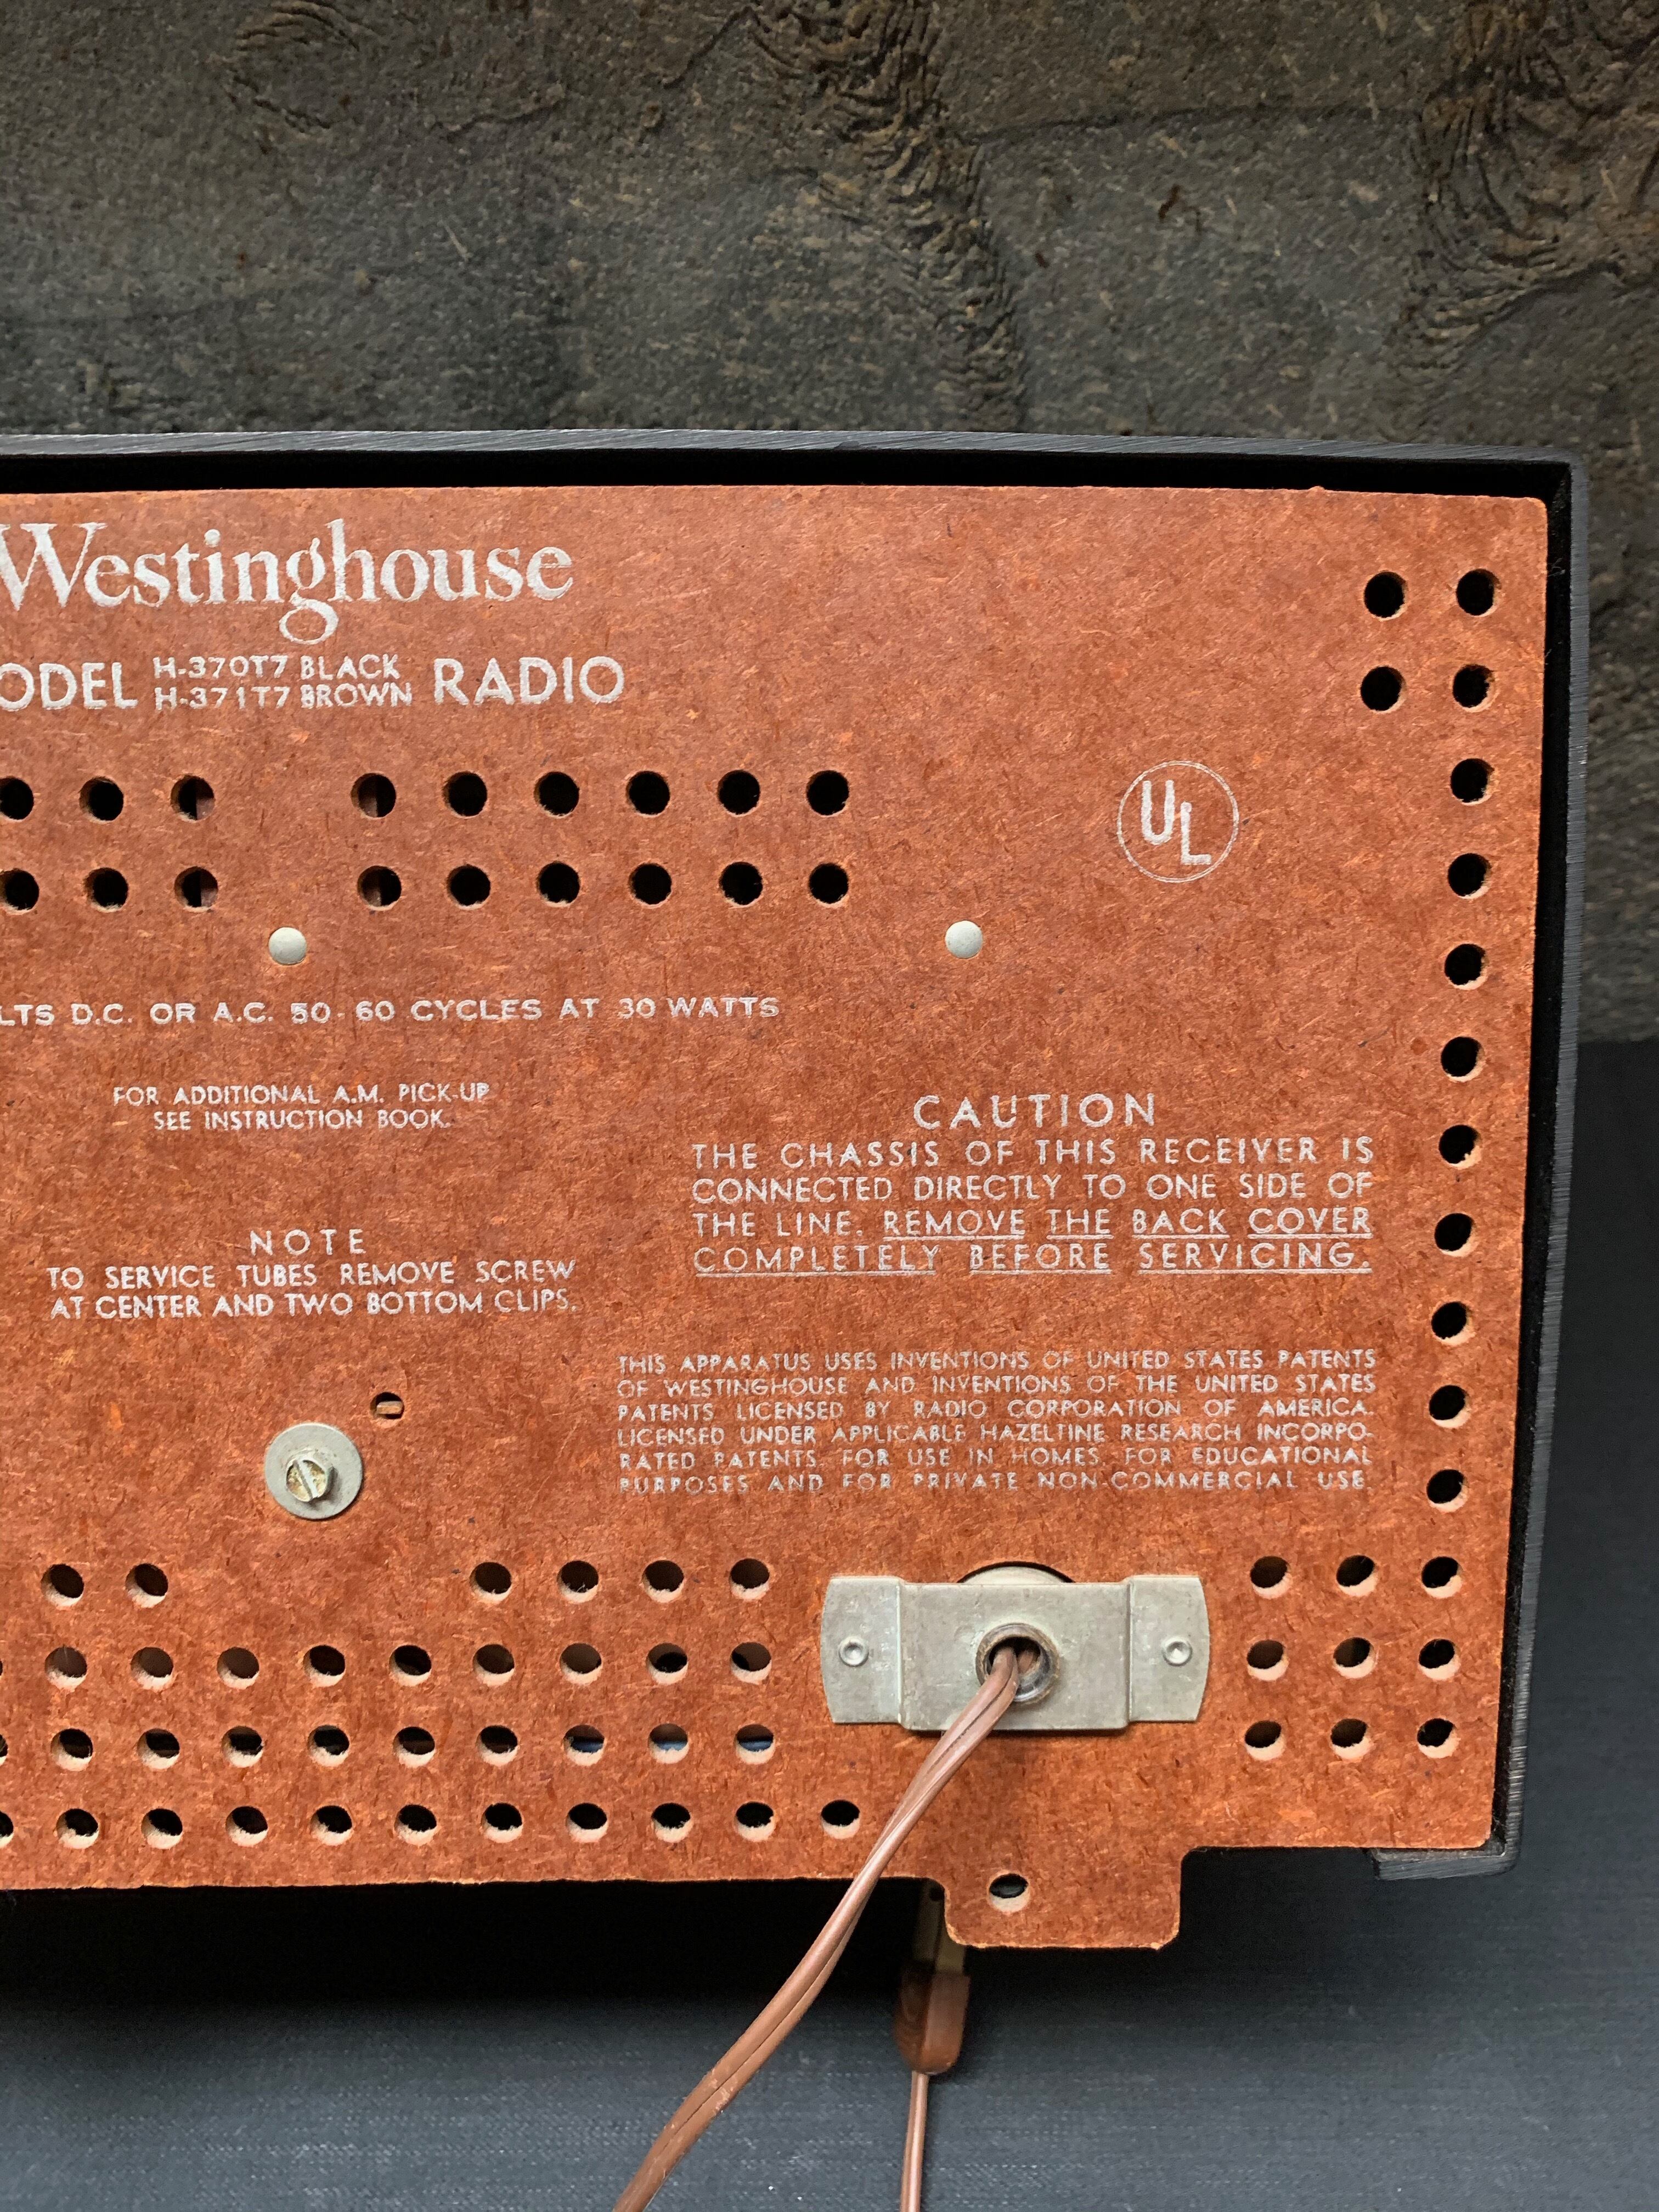 Westinghouse
ODEL H-370T7 BLACK RADIO
H-371T7 BROWN
UL
LTS D.C. OR A.C. 50-60 CYCLES AT 30 WATTS
FOR ADDITIONAL A.M. PICK-UP
SEE INSTRUCTION BOOK.
CAUTION
THE CHASSIS OF THIS RECEIVER IS
CONNECTED DIRECTLY TO ONE SIDE OF
THE LINE. REMOVE THE BACK COVER
COMPLETELY BEFORE SERVICING.
NOTE
TO SERVICE TUBES REMOVE SCREW
AT CENTER AND TWO BOTTOM CLIPS.
THIS APPARATUS USES INVENTIONS OF UNITED STATES PATENTS
OF WESTINGHOUSE AND INVENTIONS OF THE UNITED STATES
PATENTS LICENSED BY RADIO CORPORATION OF AMERICA.
LICENSED UNDER APPLICABLE HAZELTINE RESEARCH INCORPO-
RATED PATENTS. FOR USE IN HOMES, FOR EDUCATIONAL
PURPOSES AND FOR PRIVATE NON-COMMERCIAL USE.